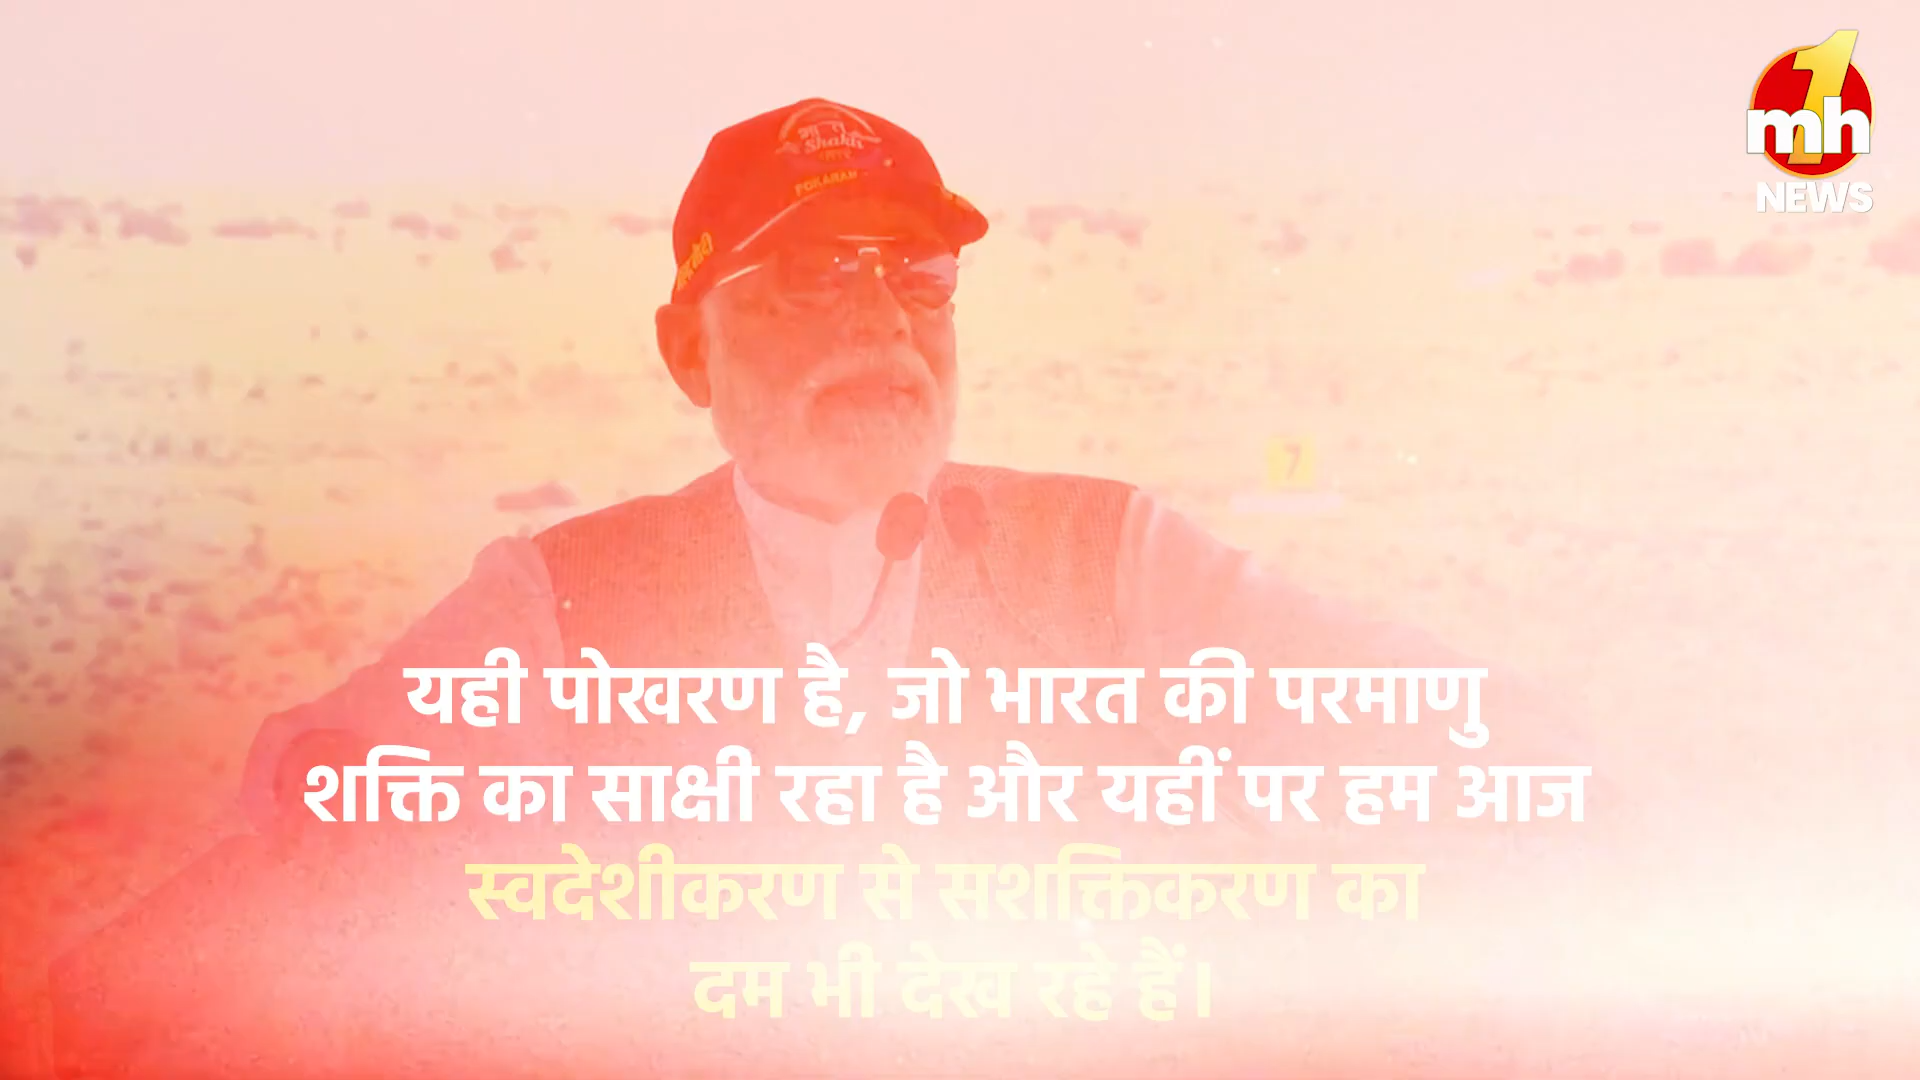 1
mh
NEWS
Shakti
POKARAN
7
यही पोखरण है, जो भारत की परमाणु
शक्ति का साक्षी रहा है और यहीं पर हम आज
स्वदेशीकरण से सशक्तिकरण का
दम भी देख रहे हैं।